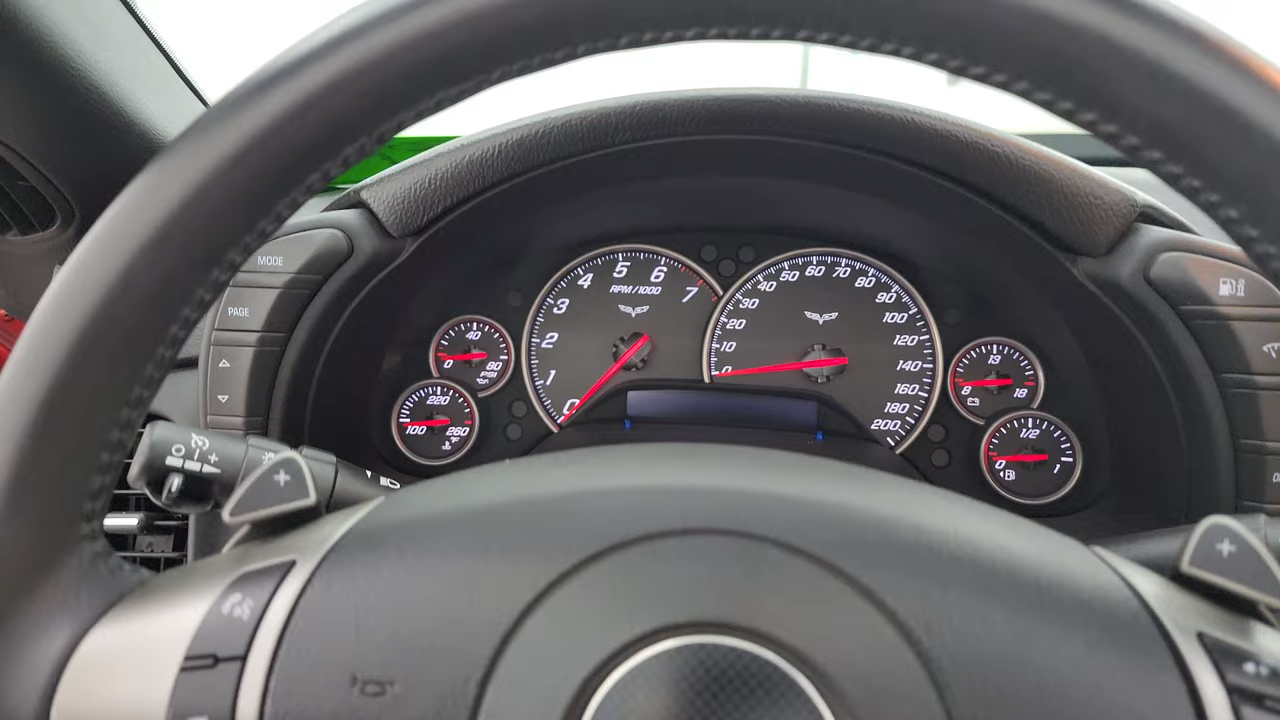 MODE
PAGE
0 1 2 3 4 5 6 7
RPM/1000
0 10 20 30 40 50 60 70 80 90 100 120 140 160 180 200
0 40 80
PSI
100 220 260
°F
8 13 18
0 1/2 1
+
+